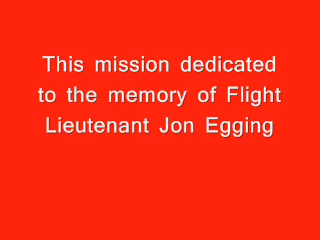 This mission dedicated
to the memory of Flight
Lieutenant Jon Egging